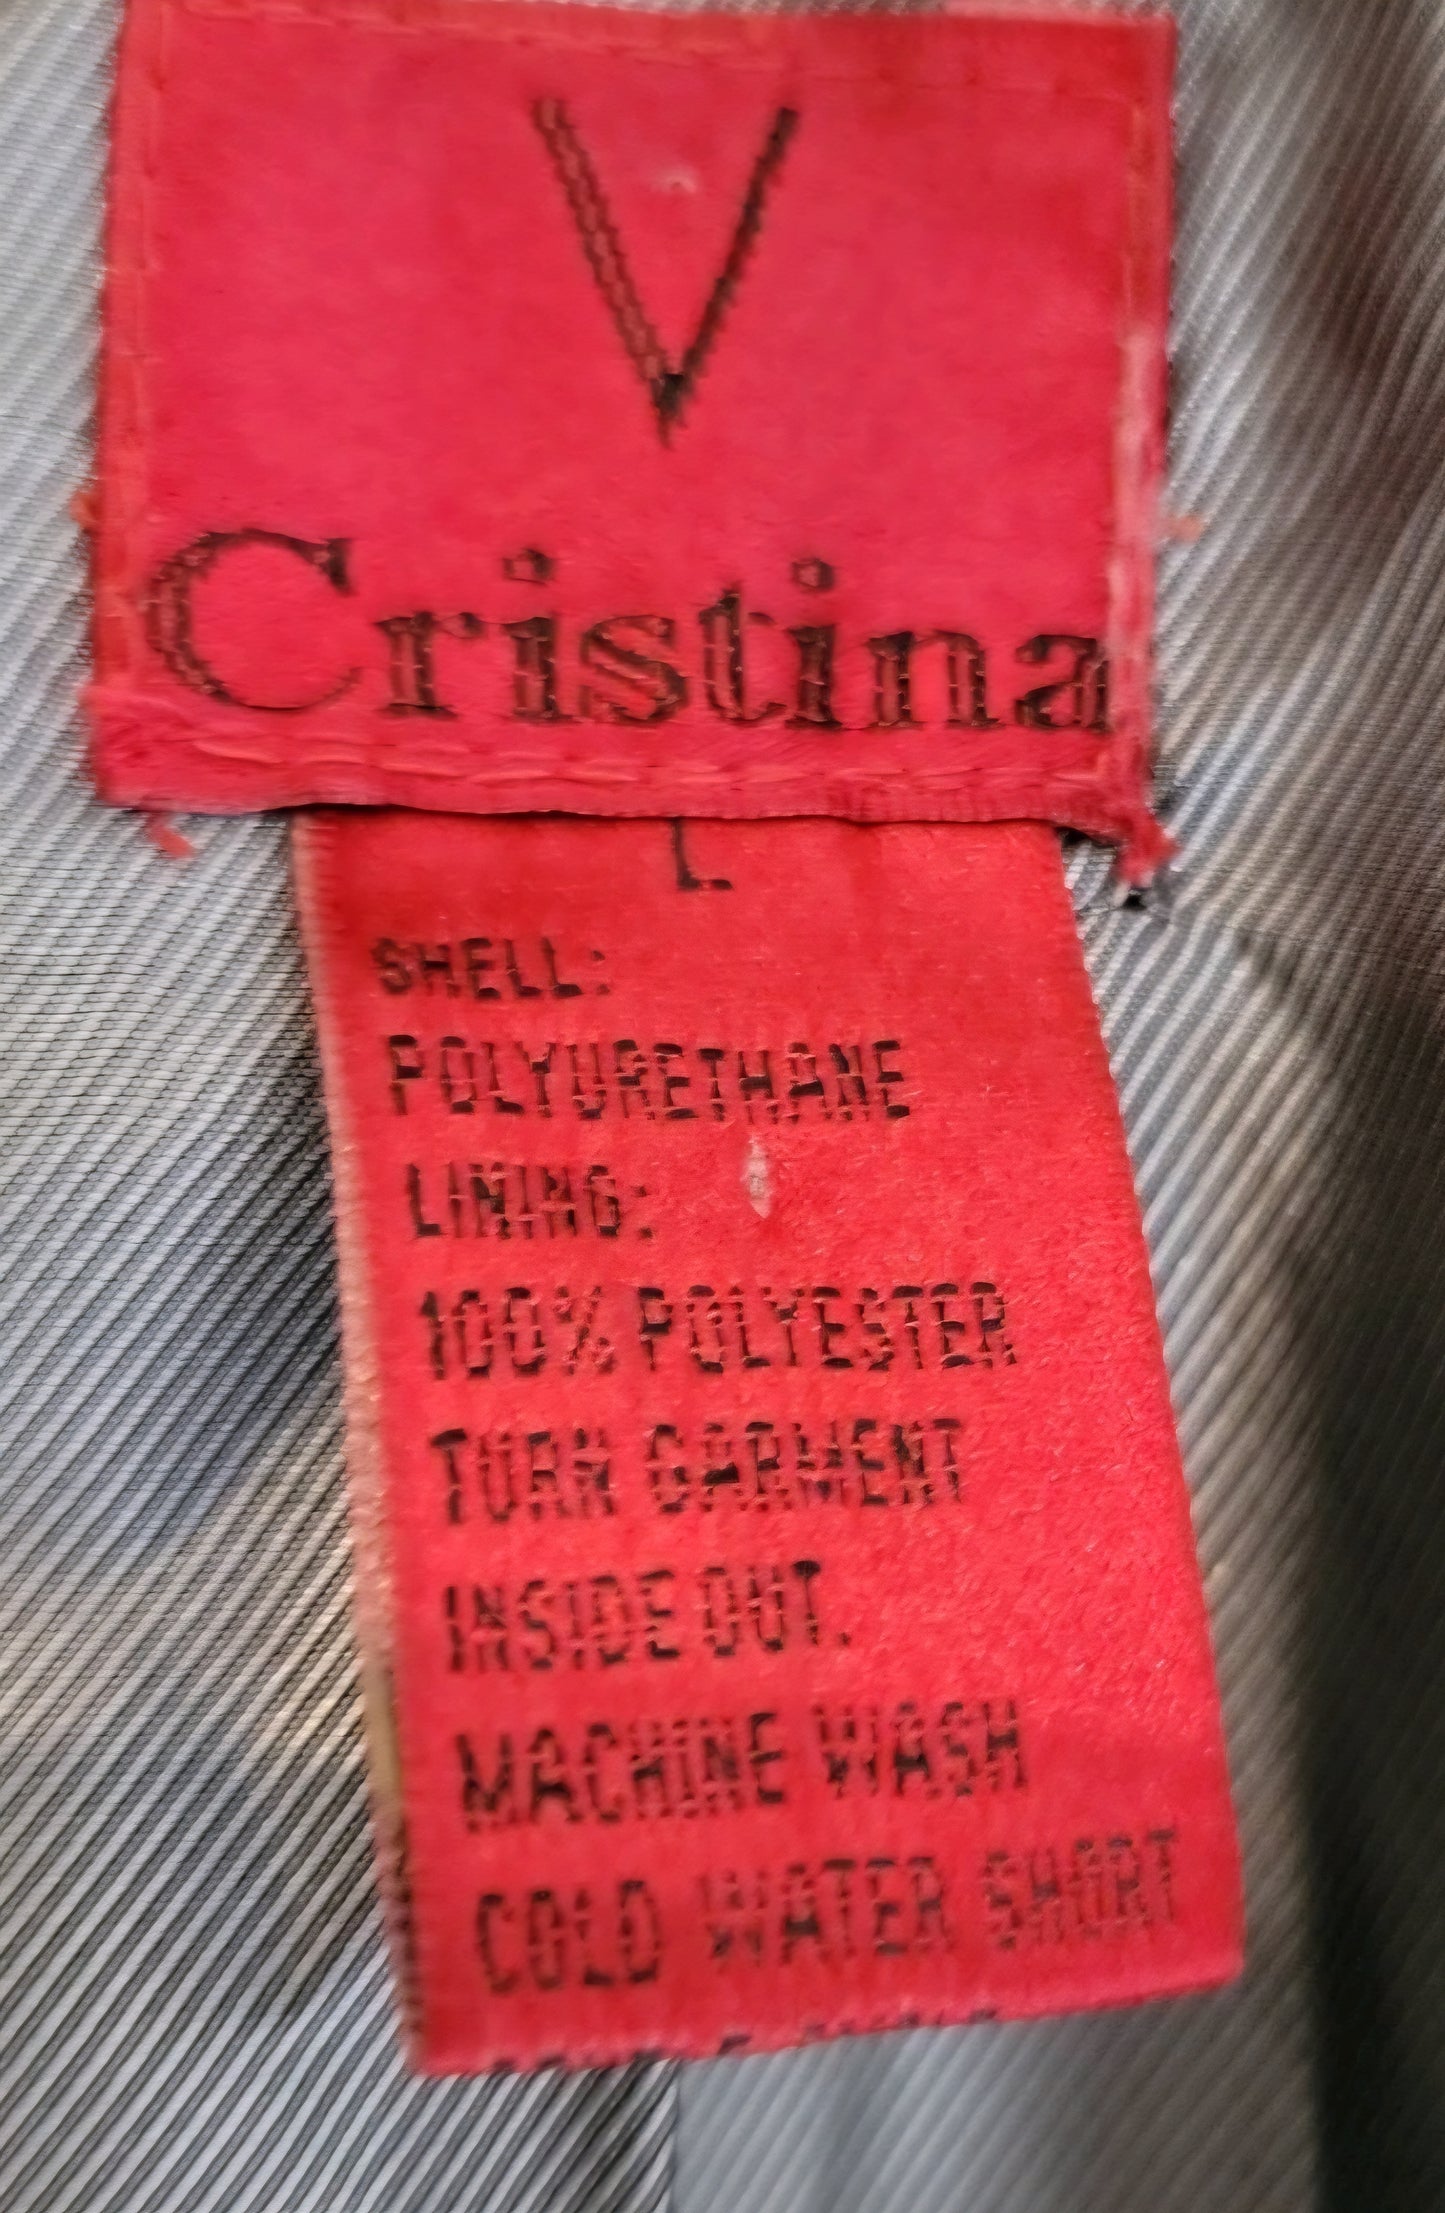 V
Cristina
L
SHELL:
POLYURETHANE
LINING:
100% POLYESTER
TURN GARMENT
INSIDE OUT.
MACHINE WASH
COLD WATER SHORT